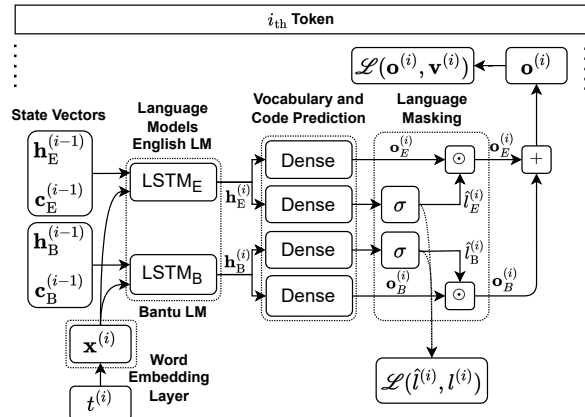 i_th Token
ℒ(o^(i), v^(i))
o^(i)
State Vectors
Language
Models
English LM
Vocabulary and
Code Prediction
Language
Masking
h_E^(i-1)
c_E^(i-1)
LSTM_E
h_E^(i)
Dense
Dense
o_E^(i)
σ
⊙
l̂_E^(i)
o_E^(i)
+
h_B^(i-1)
c_B^(i-1)
LSTM_B
h_B^(i)
Dense
Dense
σ
o_B^(i)
l̂_B^(i)
⊙
o_B^(i)
Bantu LM
x^(i)
Word
Embedding
Layer
t^(i)
ℒ(l̂^(i), l^(i))